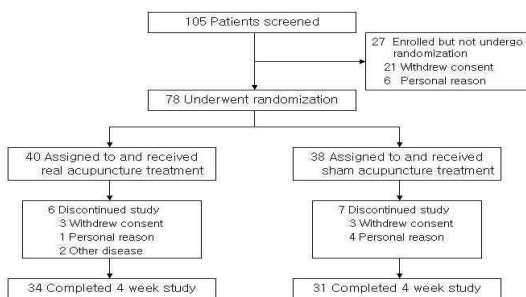 105 Patients screened
27 Enrolled but not undergo
randomization
21 Withdrew consent
6 Personal reason
78 Underwent randomization
40 Assigned to and received
real acupuncture treatment
38 Assigned to and received
sham acupuncture treatment
6 Discontinued study
3 Withdrew consent
1 Personal reason
2 Other disease
7 Discontinued study
3 Withdrew consent
4 Personal reason
34 Completed 4 week study
31 Completed 4 week study